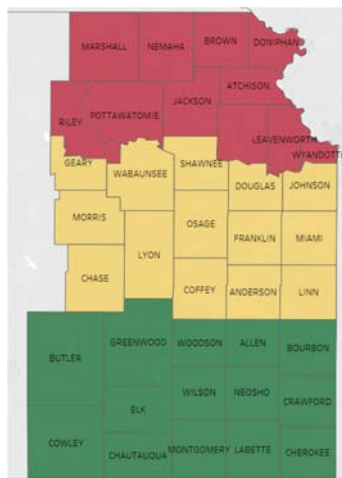 MARSHALL NEMAHA BROWN DONIPHAN
ATCHISON
POTTAWATOMIE JACKSON
RILEY LEAVENWORTH
WYANDOTTE
GEARY WABAUNSEE SHAWNEE DOUGLAS JOHNSON
MORRIS OSAGE FRANKLIN MIAMI
LYON
CHASE COFFEY ANDERSON LINN
BUTLER GREENWOOD WOODSON ALLEN BOURBON
ELK WILSON NEOSHO CRAWFORD
COWLEY CHAUTAUQUA MONTGOMERY LABETTE CHEROKEE